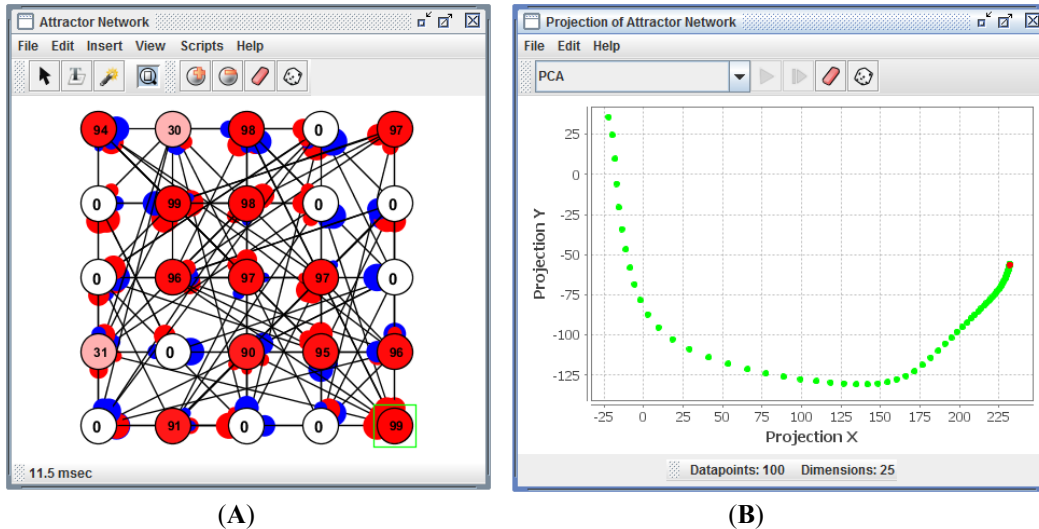 Attractor Network
File Edit Insert View Scripts Help
94 30 98 0 97
0 99 98 0 0
0 96 97 97 0
31 0 90 95 96
0 91 0 0 99
11.5 msec
(A)
Projection of Attractor Network
File Edit Help
PCA
Projection Y
25
0
-25
-50
-75
-100
-125
-25 0 25 50 75 100 125 150 175 200 225
Projection X
Datapoints: 100 Dimensions: 25
(B)